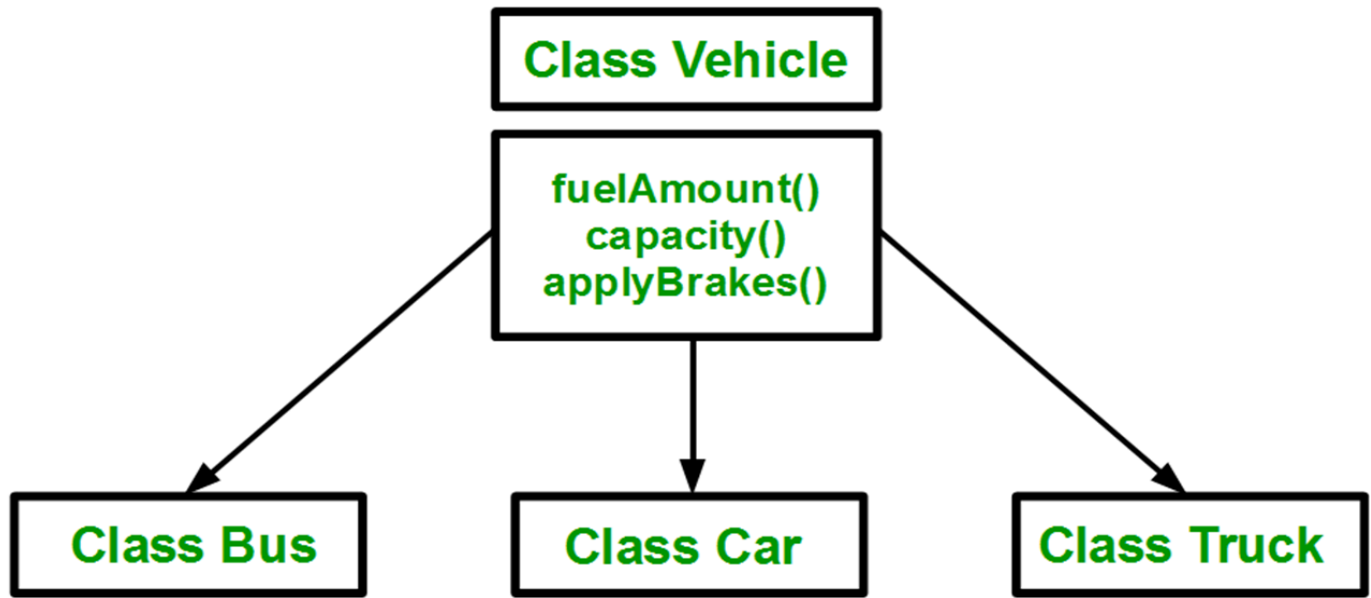 Class Vehicle
fuelAmount()
capacity()
applyBrakes()
Class Bus
Class Car
Class Truck